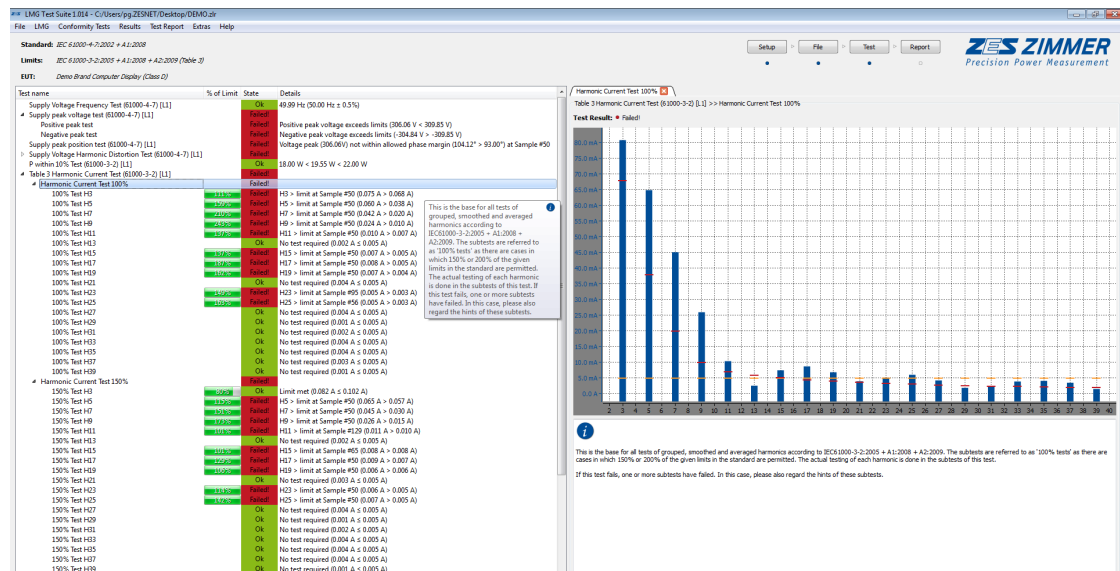 LMG Test Suite 1.014 - C:/Users/pg.ZESNET/Desktop/DEMO.zlr
File LMG Conformity Tests Results Test Report Extras Help
Standard: IEC 61000-4-7:2002 + A1:2008
Limits: IEC 61000-3-2:2005 + A1:2008 + A2:2009 (Table 3)
EUT: Demo Brand Computer Display (Class D)
Setup File Test Report
ZES ZIMMER
Precision Power Measurement
Test name % of Limit State Details
Supply Voltage Frequency Test (61000-4-7) [L1] Ok 49.99 Hz (50.00 Hz ± 0.5%)
Supply peak voltage test (61000-4-7) [L1] Failed!
Positive peak test Failed! Positive peak voltage exceeds limits (306.06 V < 309.85 V)
Negative peak test Failed! Negative peak voltage exceeds limits (-304.84 V > -309.85 V)
Supply peak position test (61000-4-7) [L1] Failed! Voltage peak (306.06V) not within allowed phase margin (104.12° > 93.00°) at Sample #50
Supply Voltage Harmonic Distortion Test (61000-4-7) [L1] Failed!
P within 10% Test (61000-3-2) [L1] Ok 18.00 W < 19.55 W < 22.00 W
Table 3 Harmonic Current Test (61000-3-2) [L1] Failed!
Harmonic Current Test 100% Failed!
100% Test H3 Failed! H3 > limit at Sample #50 (0.075 A > 0.068 A)
100% Test H5 Failed! H5 > limit at Sample #50 (0.060 A > 0.038 A)
100% Test H7 Failed! H7 > limit at Sample #50 (0.042 A > 0.020 A)
100% Test H9 Failed! H9 > limit at Sample #50 (0.024 A > 0.010 A)
100% Test H11 Failed! H11 > limit at Sample #50 (0.010 A > 0.007 A)
100% Test H13 Ok No test required (0.002 A ≤ 0.005 A)
100% Test H15 Failed! H15 > limit at Sample #50 (0.007 A > 0.005 A)
100% Test H17 Failed! H17 > limit at Sample #50 (0.008 A > 0.005 A)
100% Test H19 Failed! H19 > limit at Sample #50 (0.007 A > 0.004 A)
100% Test H21 Ok No test required (0.004 A ≤ 0.005 A)
100% Test H23 Failed! H23 > limit at Sample #95 (0.005 A > 0.003 A)
100% Test H25 Failed! H25 > limit at Sample #56 (0.005 A > 0.003 A)
100% Test H27 Ok No test required (0.004 A ≤ 0.005 A)
100% Test H29 Ok No test required (0.001 A ≤ 0.005 A)
100% Test H31 Ok No test required (0.002 A ≤ 0.005 A)
100% Test H33 Ok No test required (0.004 A ≤ 0.005 A)
100% Test H35 Ok No test required (0.004 A ≤ 0.005 A)
100% Test H37 Ok No test required (0.003 A ≤ 0.005 A)
100% Test H39 Ok No test required (0.001 A ≤ 0.005 A)
Harmonic Current Test 150% Failed!
150% Test H3 Ok Limit met (0.082 A ≤ 0.102 A)
150% Test H5 Failed! H5 > limit at Sample #50 (0.065 A > 0.057 A)
150% Test H7 Failed! H7 > limit at Sample #50 (0.045 A > 0.030 A)
150% Test H9 Failed! H9 > limit at Sample #50 (0.026 A > 0.015 A)
150% Test H11 Failed! H11 > limit at Sample #129 (0.011 A > 0.010 A)
150% Test H13 Ok No test required (0.002 A ≤ 0.005 A)
150% Test H15 Failed! H15 > limit at Sample #65 (0.008 A > 0.008 A)
150% Test H17 Failed! H17 > limit at Sample #50 (0.009 A > 0.007 A)
150% Test H19 Failed! H19 > limit at Sample #50 (0.006 A > 0.006 A)
150% Test H21 Ok No test required (0.003 A ≤ 0.005 A)
150% Test H23 Failed! H23 > limit at Sample #50 (0.006 A > 0.005 A)
150% Test H25 Failed! H25 > limit at Sample #50 (0.007 A > 0.005 A)
150% Test H27 Ok No test required (0.004 A ≤ 0.005 A)
150% Test H29 Ok No test required (0.001 A ≤ 0.005 A)
150% Test H31 Ok No test required (0.002 A ≤ 0.005 A)
150% Test H33 Ok No test required (0.004 A ≤ 0.005 A)
150% Test H35 Ok No test required (0.004 A ≤ 0.005 A)
150% Test H37 Ok No test required (0.004 A ≤ 0.005 A)
150% Test H39 Ok No test required (0.001 A ≤ 0.005 A)
This is the base for all tests of
grouped, smoothed and averaged
harmonics according to
IEC61000-3-2:2005 + A1:2008 +
A2:2009. The subtests are referred to
as '100% tests' as there are cases in
which 150% or 200% of the given
limits in the standard are permitted.
The actual testing of each harmonic
is done in the subtests of this test. If
this test fails, one or more subtests
have failed. In this case, please also
regard the hints of these subtests.
Harmonic Current Test 100%
Table 3 Harmonic Current Test (61000-3-2) [L1] >> Harmonic Current Test 100%
Test Result: Failed!
80.0 mA
75.0 mA
70.0 mA
65.0 mA
60.0 mA
55.0 mA
50.0 mA
45.0 mA
40.0 mA
35.0 mA
30.0 mA
25.0 mA
20.0 mA
15.0 mA
10.0 mA
5.0 mA
0.0 A
2 3 4 5 6 7 8 9 10 11 12 13 14 15 16 17 18 19 20 21 22 23 24 25 26 27 28 29 30 31 32 33 34 35 36 37 38 39 40
This is the base for all tests of grouped, smoothed and averaged harmonics according to IEC61000-3-2:2005 + A1:2008 + A2:2009. The subtests are referred to as '100% tests' as there are
cases in which 150% or 200% of the given limits in the standard are permitted. The actual testing of each harmonic is done in the subtests of this test.
If this test fails, one or more subtests have failed. In this case, please also regard the hints of these subtests.